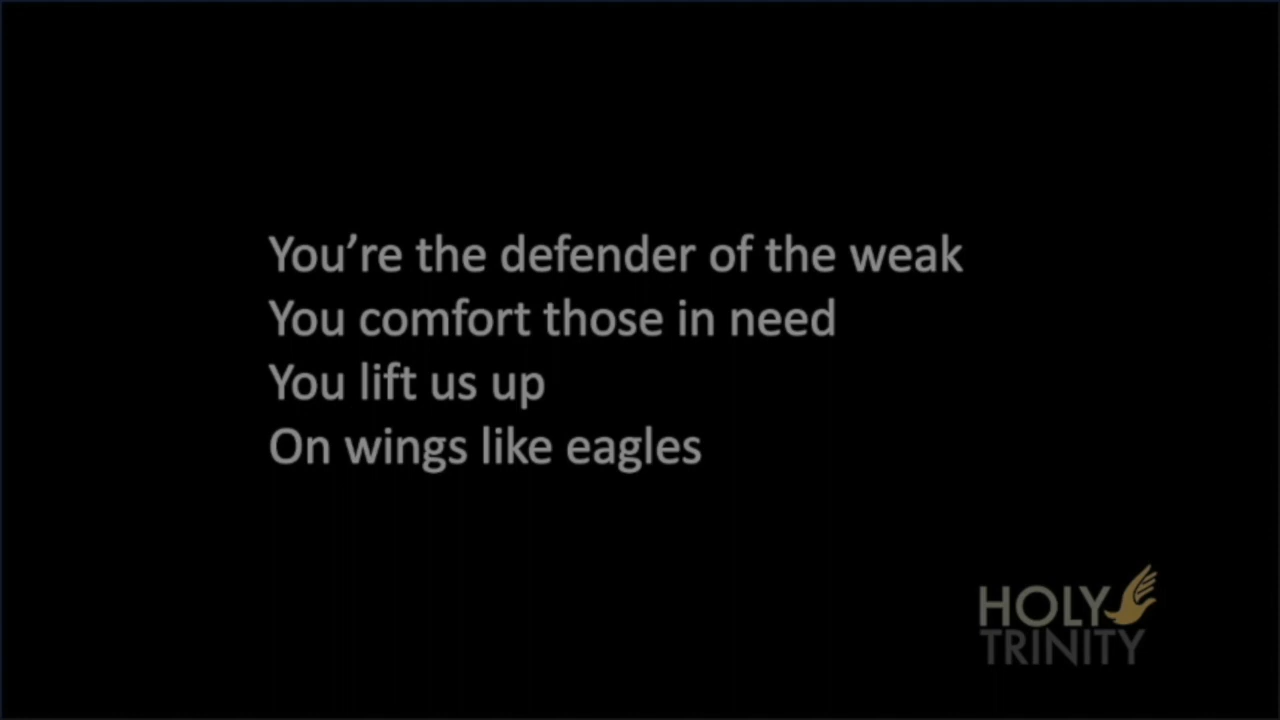 You’re the defender of the weak
You comfort those in need
You lift us up
On wings like eagles
HOLY
TRINITY